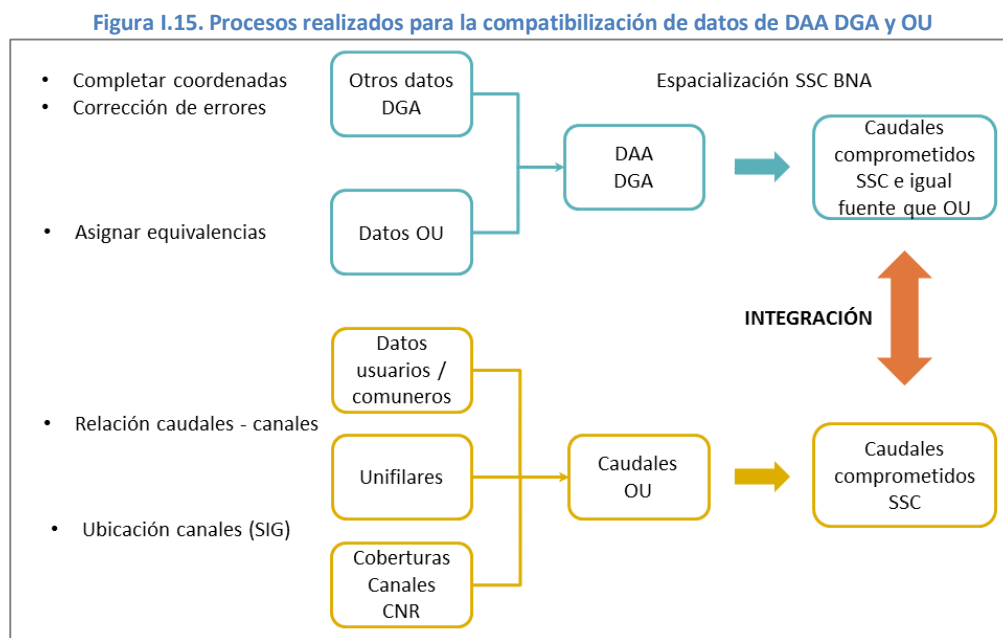 Figura I.15. Procesos realizados para la compatibilización de datos de DAA DGA y OU
• Completar coordenadas
• Corrección de errores
Otros datos
DGA
Espacialización SSC BNA
DAA
DGA
Caudales
comprometidos
SSC e igual
fuente que OU
• Asignar equivalencias
Datos OU
INTEGRACIÓN
Datos
usuarios /
comuneros
• Relación caudales - canales
Unifilares
Caudales
OU
Caudales
comprometidos
SSC
• Ubicación canales (SIG)
Coberturas
Canales
CNR